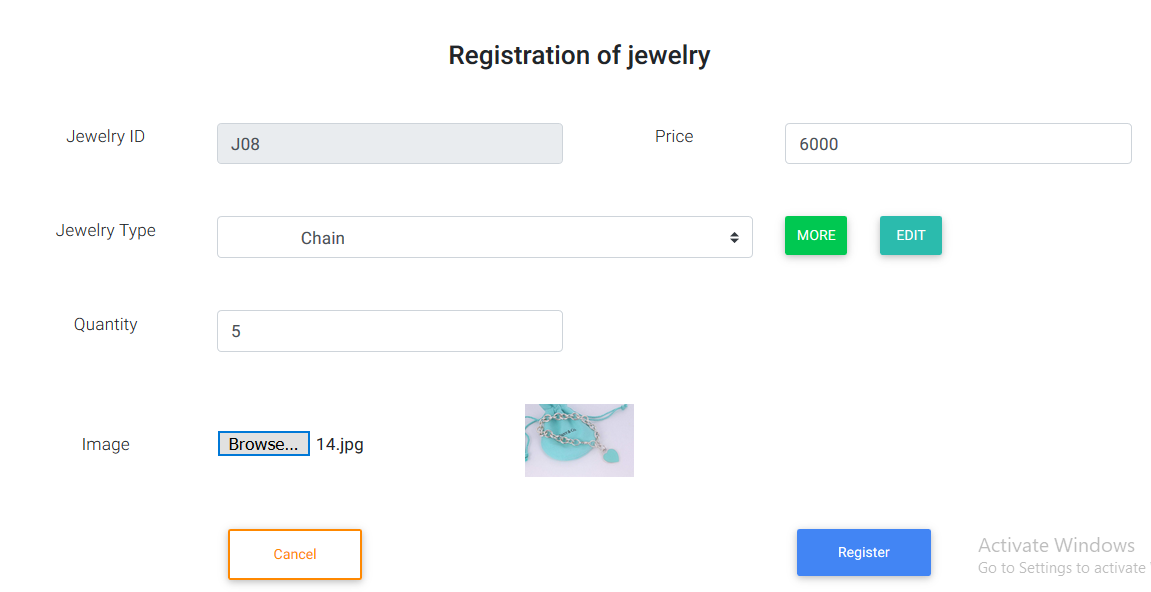 Registration of jewelry
Jewelry ID
J08
Price
6000
Jewelry Type
Chain
MORE
EDIT
Quantity
5
Image
Browse... 14.jpg
Cancel
Register
Activate Windows
Go to Settings to activate